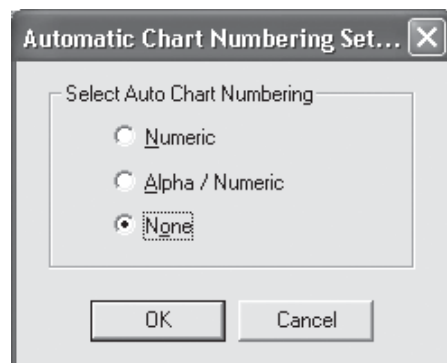 Automatic Chart Numbering Set...
Select Auto Chart Numbering
Numeric
Alpha / Numeric
None
OK Cancel